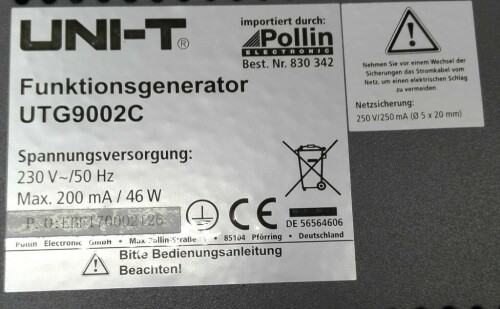 UNI-T®
importiert durch:
Pollin
ELECTRONIC
Best. Nr. 830 342
Funktionsgenerator
UTG9002C
Spannungsversorgung:
230 V~/50 Hz
Max. 200 mA / 46 W
CE
DE 56564606
Pollin Electronic GmbH • Max-Pollin-Straße • 85104 Pförring • Deutschland
Bitte Bedienungsanleitung
Beachten!
Nehmen Sie vor einem Wechsel der
Sicherungen das Stromkabel vom
Netz, um einen elektrischen Schlag
zu vermeiden
Netzsicherung:
250 V/250 mA (Ø 5 x 20 mm)